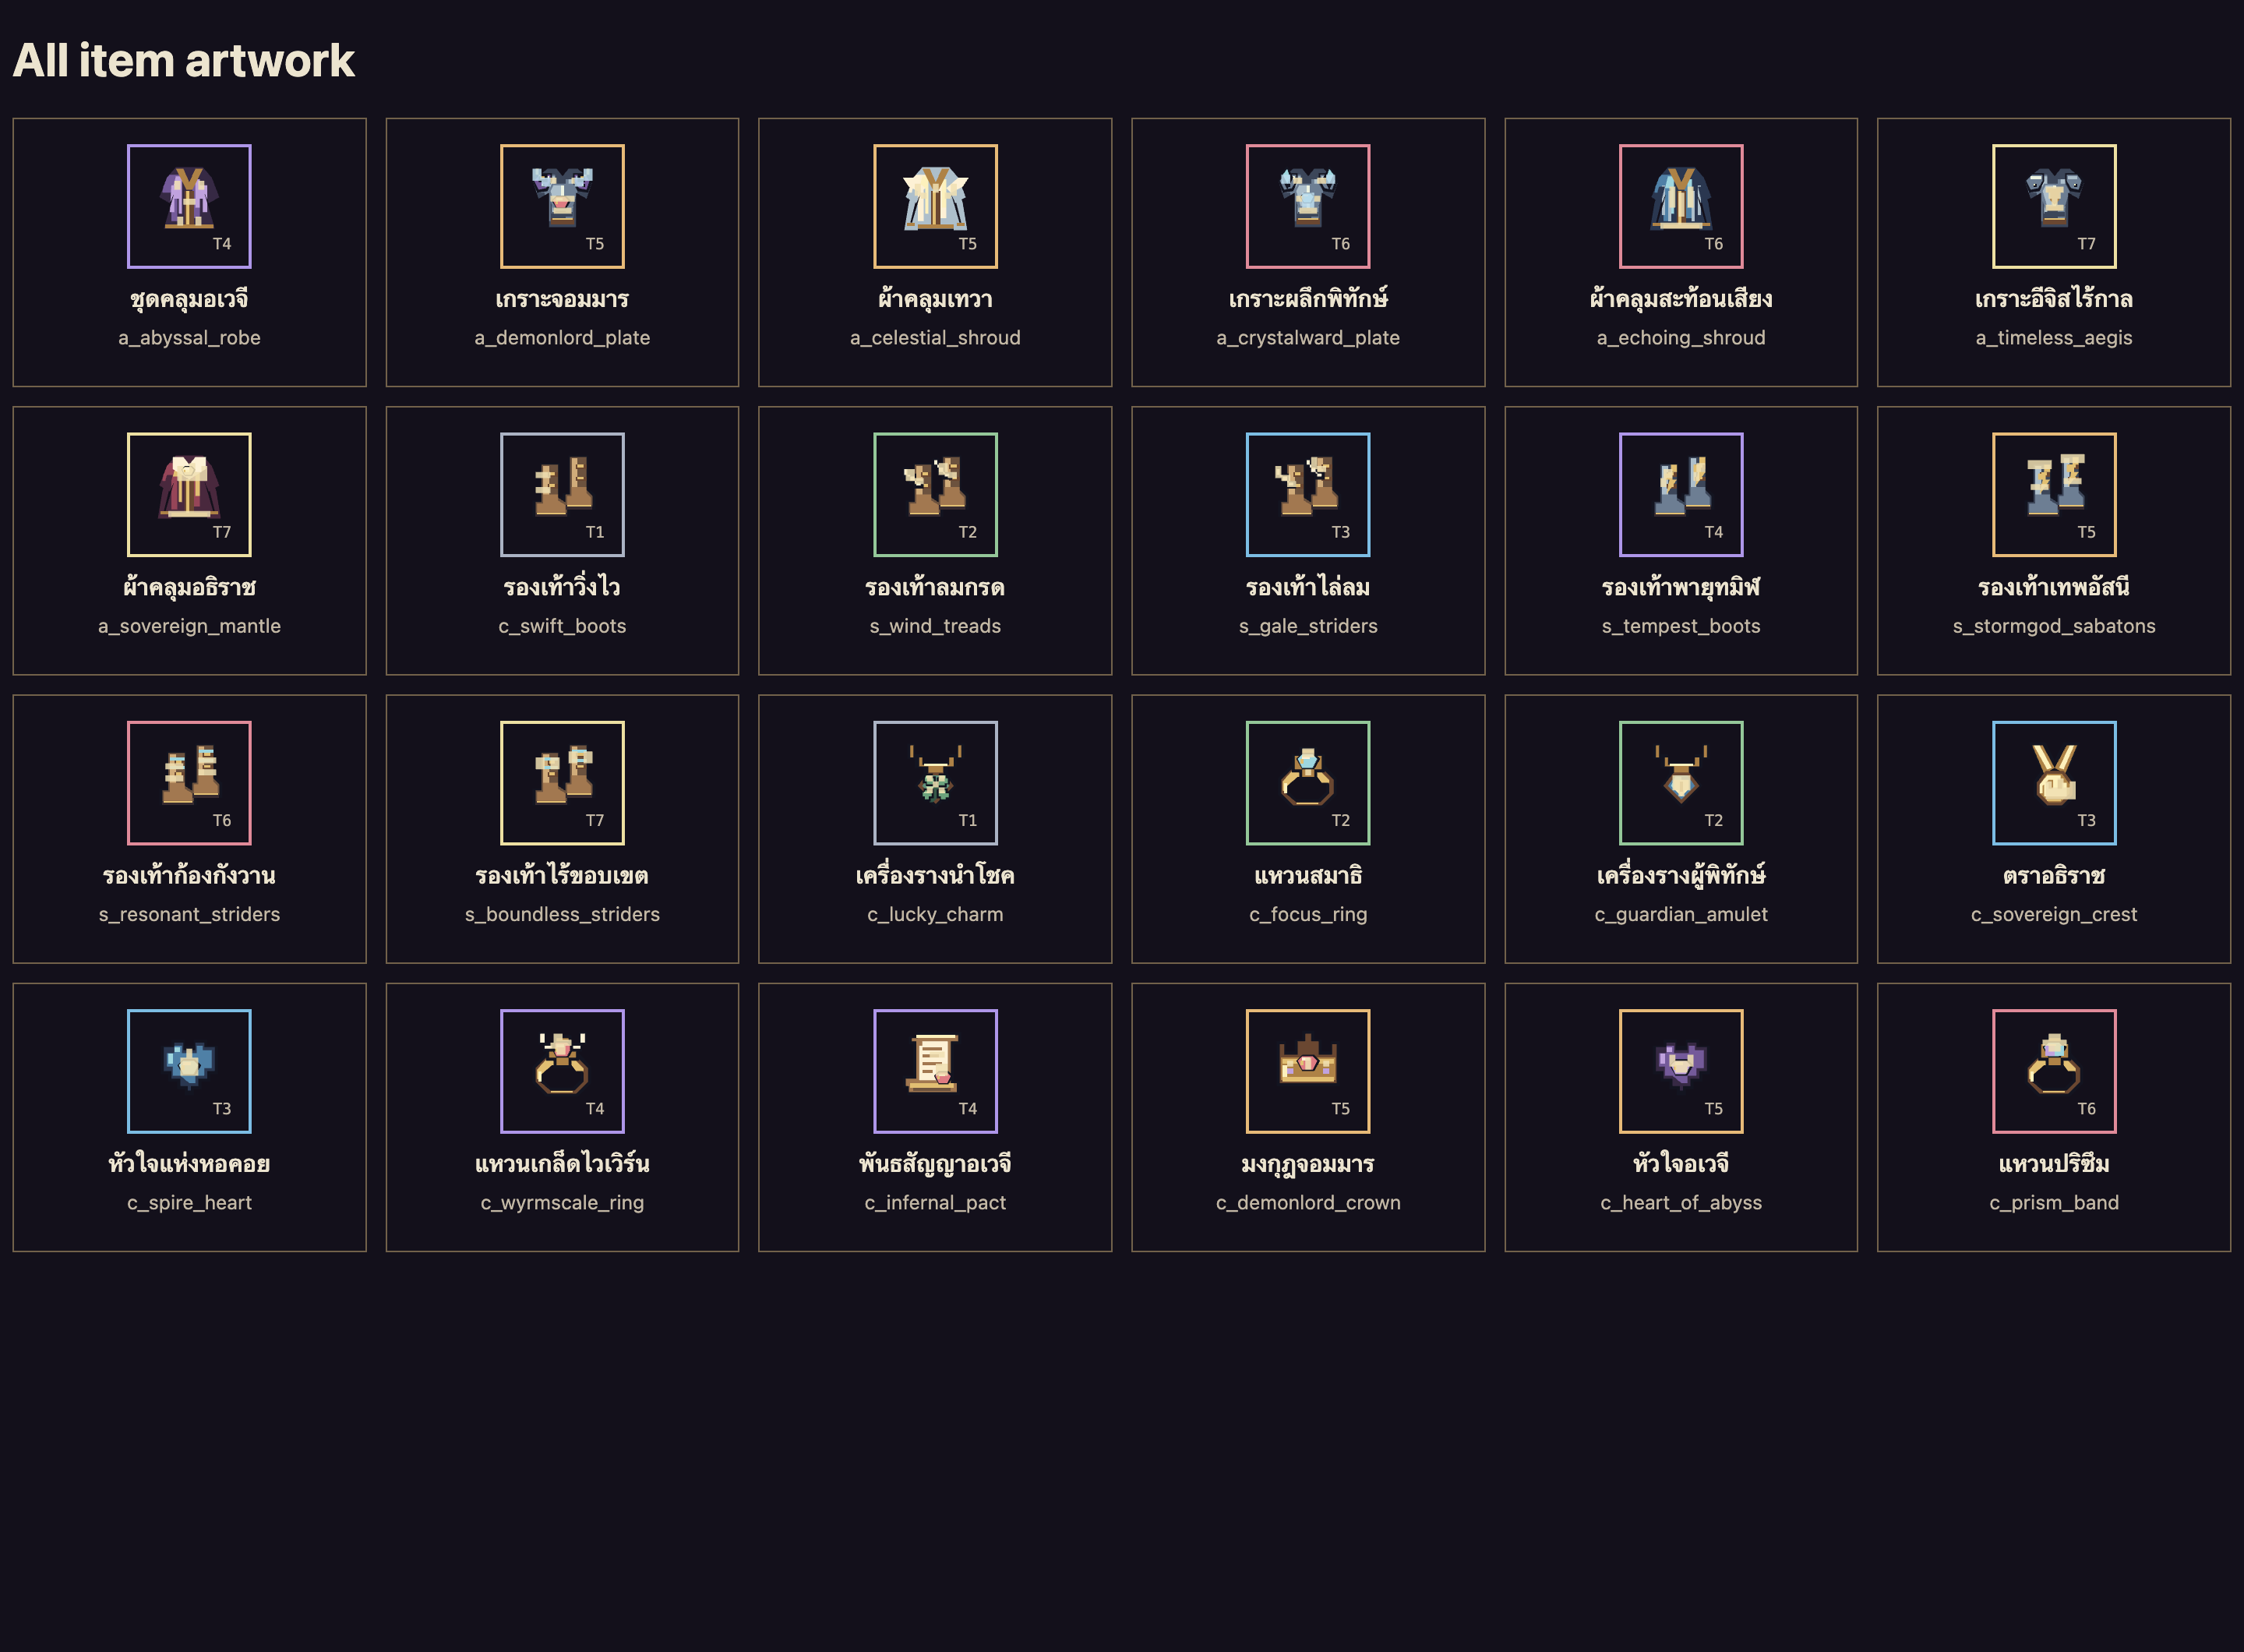 All item artwork
T4
ชุดคลุมอเวจี
a_abyssal_robe
T5
เกราะจอมมาร
a_demonlord_plate
T5
ผ้าคลุมเทวา
a_celestial_shroud
T6
เกราะผลึกพิทักษ์
a_crystalward_plate
T6
ผ้าคลุมสะท้อนเสียง
a_echoing_shroud
T7
เกราะอีจิสไร้กาล
a_timeless_aegis
T7
ผ้าคลุมอธิราช
a_sovereign_mantle
T1
รองเท้าวิ่งไว
c_swift_boots
T2
รองเท้าลมกรด
s_wind_treads
T3
รองเท้าไล่ลม
s_gale_striders
T4
รองเท้าพายุทมิฬ
s_tempest_boots
T5
รองเท้าเทพอัสนี
s_stormgod_sabatons
T6
รองเท้าก้องกังวาน
s_resonant_striders
T7
รองเท้าไร้ขอบเขต
s_boundless_striders
T1
เครื่องรางนำโชค
c_lucky_charm
T2
แหวนสมาธิ
c_focus_ring
T2
เครื่องรางผู้พิทักษ์
c_guardian_amulet
T3
ตราอธิราช
c_sovereign_crest
T3
หัวใจแห่งหอคอย
c_spire_heart
T4
แหวนเกล็ดไวเวิร์น
c_wyrmscale_ring
T4
พันธสัญญาอเวจี
c_infernal_pact
T5
มงกุฎจอมมาร
c_demonlord_crown
T5
หัวใจอเวจี
c_heart_of_abyss
T6
แหวนปริซึม
c_prism_band